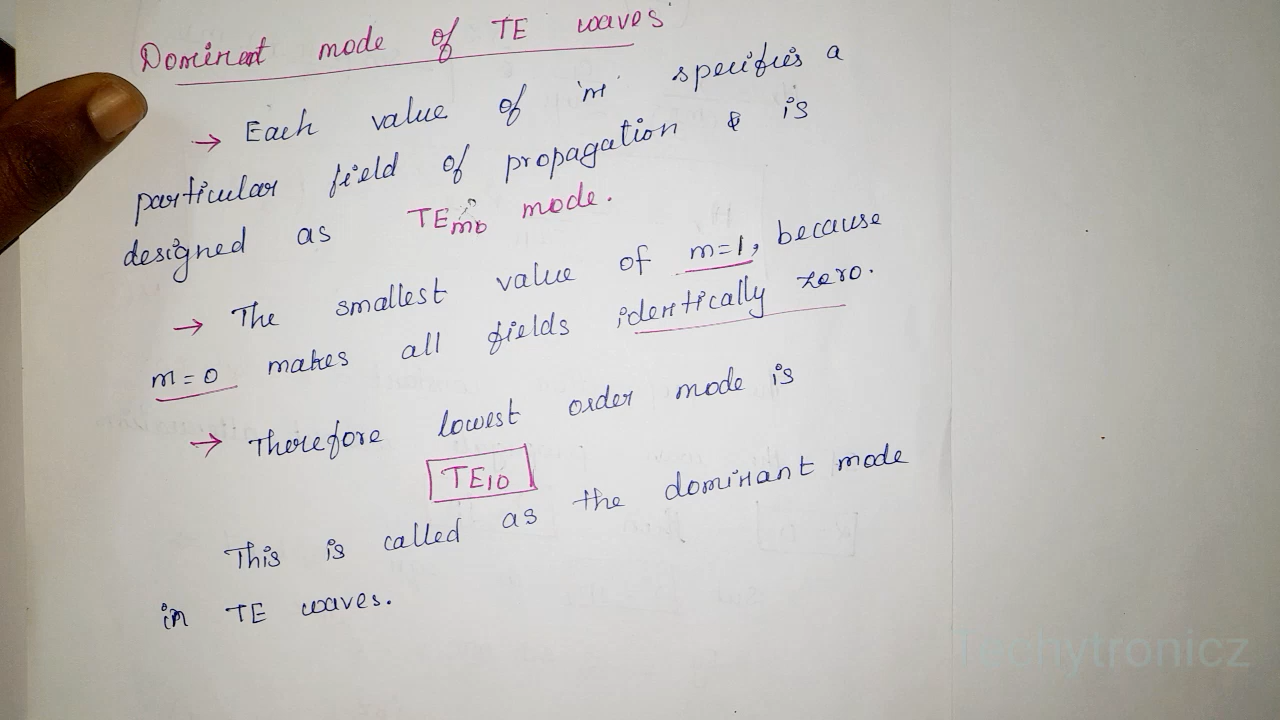 Dominant mode of TE waves
→ Each value of 'm' specifies a
particular field of propagation & is
designed as TEm0 mode.
→ The smallest value of m=1, because
m=0 makes all fields identically zero.
→ Therefore lowest order mode is
TE10
This is called as the dominant mode
in TE waves.
Techytronicz